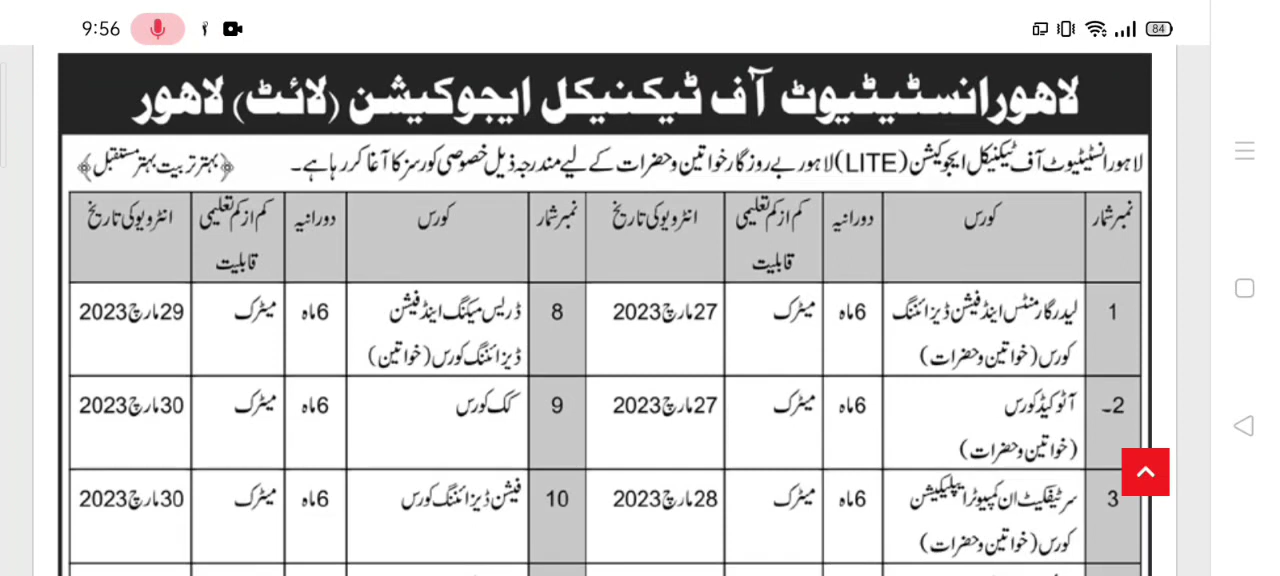 9:56
84
لاھور انسٹیٹیوٹ آف ٹیکنیکل ایجوکیشن (لائٹ) لاھور
لاہور انسٹیٹیوٹ آف ٹیکنیکل ایجوکیشن (LITE) لاہور بے روزگار خواتین و حضرات کے لیے مندرجہ ذیل خصوصی کورسز کا آغاز کر رہا ہے۔ ﴿بہتر تربیت بہتر مستقبل﴾
نمبر شمار کورس دورانیہ کم از کم تعلیمی قابلیت انٹرویو کی تاریخ نمبر شمار کورس دورانیہ کم از کم تعلیمی قابلیت انٹرویو کی تاریخ
1 لیدر گارمنٹس اینڈ فیشن ڈیزائننگ 6ماہ میٹرک 27مارچ2023 8 ڈریس میکنگ اینڈ فیشن 6ماہ میٹرک 29مارچ2023
کورس (خواتین و حضرات) ڈیزائننگ کورس (خواتین)
2۔ آٹو کیڈ کورس 6ماہ میٹرک 27مارچ2023 9 کک کورس 6ماہ میٹرک 30مارچ2023
(خواتین و حضرات)
3 سرٹیفکیٹ ان کمپیوٹر ایپلیکیشن 6ماہ میٹرک 28مارچ2023 10 فیشن ڈیزائننگ کورس 6ماہ میٹرک 30مارچ2023
کورس (خواتین و حضرات)